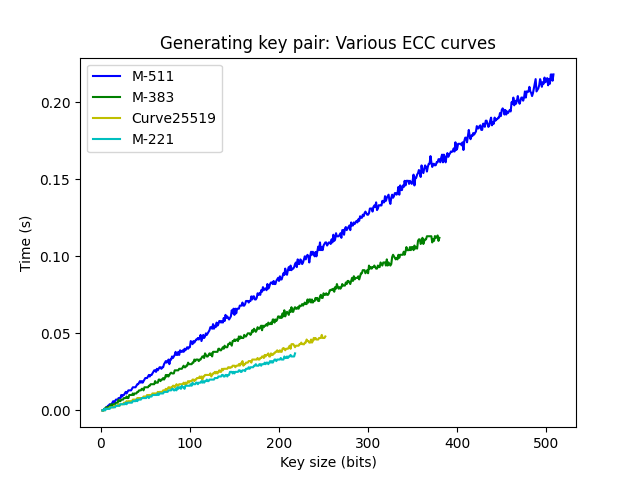 Generating key pair: Various ECC curves
M-511
M-383
Curve25519
M-221
0.20
0.15
0.10
0.05
0.00
Time (s)
0 100 200 300 400 500
Key size (bits)